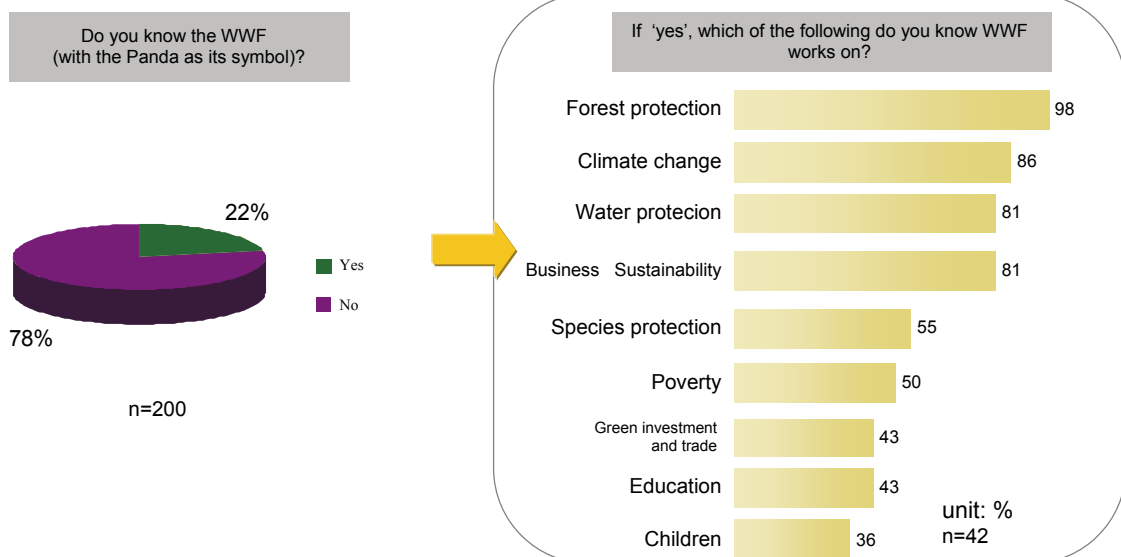 Do you know the WWF
(with the Panda as its symbol)?
22%
78%
Yes
No
n=200
If ‘yes’, which of the following do you know WWF
works on?
Forest protection 98
Climate change 86
Water protecion 81
Business Sustainability 81
Species protection 55
Poverty 50
Green investment
and trade 43
Education 43
Children 36
unit: %
n=42